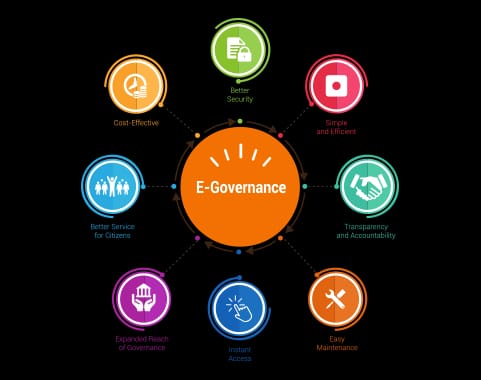 Better
Security
Cost-Effective
Simple
and Efficient
E-Governance
Better Service
for Citizens
Transparency
and Accountability
Expanded Reach
of Governance
Instant
Access
Easy
Maintenance